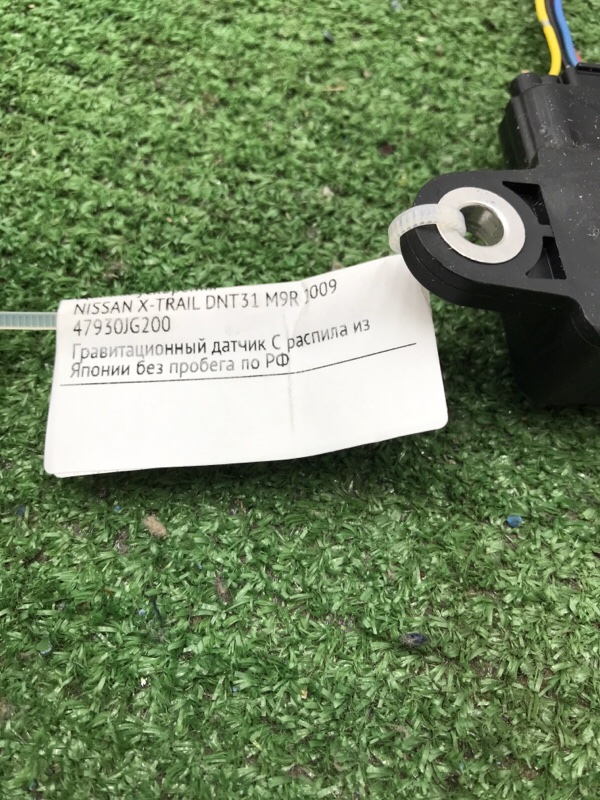 NISSAN X-TRAIL DNT31 M9R 2009
47930JG200
Гравитационный датчик С распила из
Японии без пробега по РФ